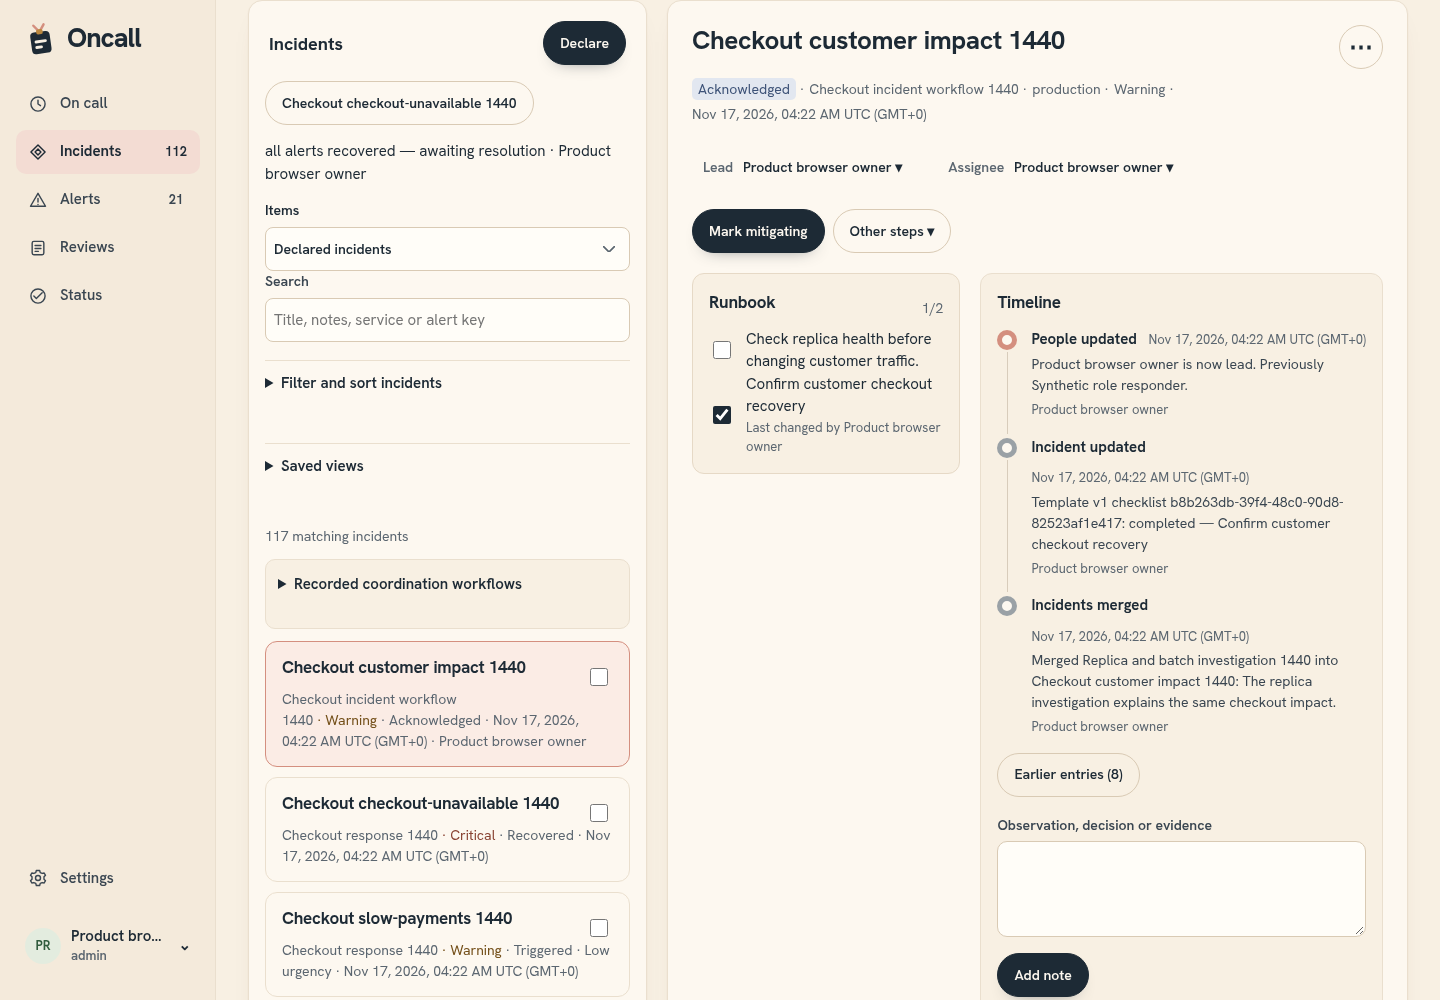 Oncall
On call
Incidents 112
Alerts 21
Reviews
Status
Settings
PR
Product bro...
admin
Incidents
Declare
Checkout checkout-unavailable 1440
all alerts recovered — awaiting resolution · Product
browser owner
Items
Declared incidents
Search
Title, notes, service or alert key
Filter and sort incidents
Saved views
117 matching incidents
Recorded coordination workflows
Checkout customer impact 1440
Checkout incident workflow
1440 · Warning · Acknowledged · Nov 17, 2026,
04:22 AM UTC (GMT+0) · Product browser owner
Checkout checkout-unavailable 1440
Checkout response 1440 · Critical · Recovered · Nov
17, 2026, 04:22 AM UTC (GMT+0)
Checkout slow-payments 1440
Checkout response 1440 · Warning · Triggered · Low
urgency · Nov 17, 2026, 04:22 AM UTC (GMT+0)
Checkout customer impact 1440
Acknowledged · Checkout incident workflow 1440 · production · Warning ·
Nov 17, 2026, 04:22 AM UTC (GMT+0)
Lead Product browser owner ▾ Assignee Product browser owner ▾
Mark mitigating
Other steps ▾
Runbook
1/2
Check replica health before
changing customer traffic.
Confirm customer checkout
recovery
Last changed by Product browser
owner
Timeline
People updated Nov 17, 2026, 04:22 AM UTC (GMT+0)
Product browser owner is now lead. Previously
Synthetic role responder.
Product browser owner
Incident updated
Nov 17, 2026, 04:22 AM UTC (GMT+0)
Template v1 checklist b8b263db-39f4-48c0-90d8-
82523af1e417: completed — Confirm customer
checkout recovery
Product browser owner
Incidents merged
Nov 17, 2026, 04:22 AM UTC (GMT+0)
Merged Replica and batch investigation 1440 into
Checkout customer impact 1440: The replica
investigation explains the same checkout impact.
Product browser owner
Earlier entries (8)
Observation, decision or evidence
Add note